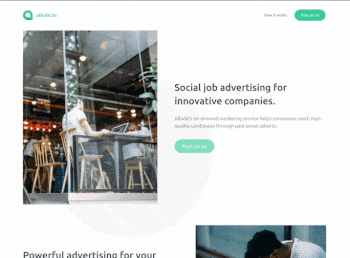 allude.io
How it works
Post an ad
Social job advertising for
innovative companies.
Allude's on demand marketing service helps companies reach high
quality candidates through paid social adverts.
Post an ad
Powerful advertising for your